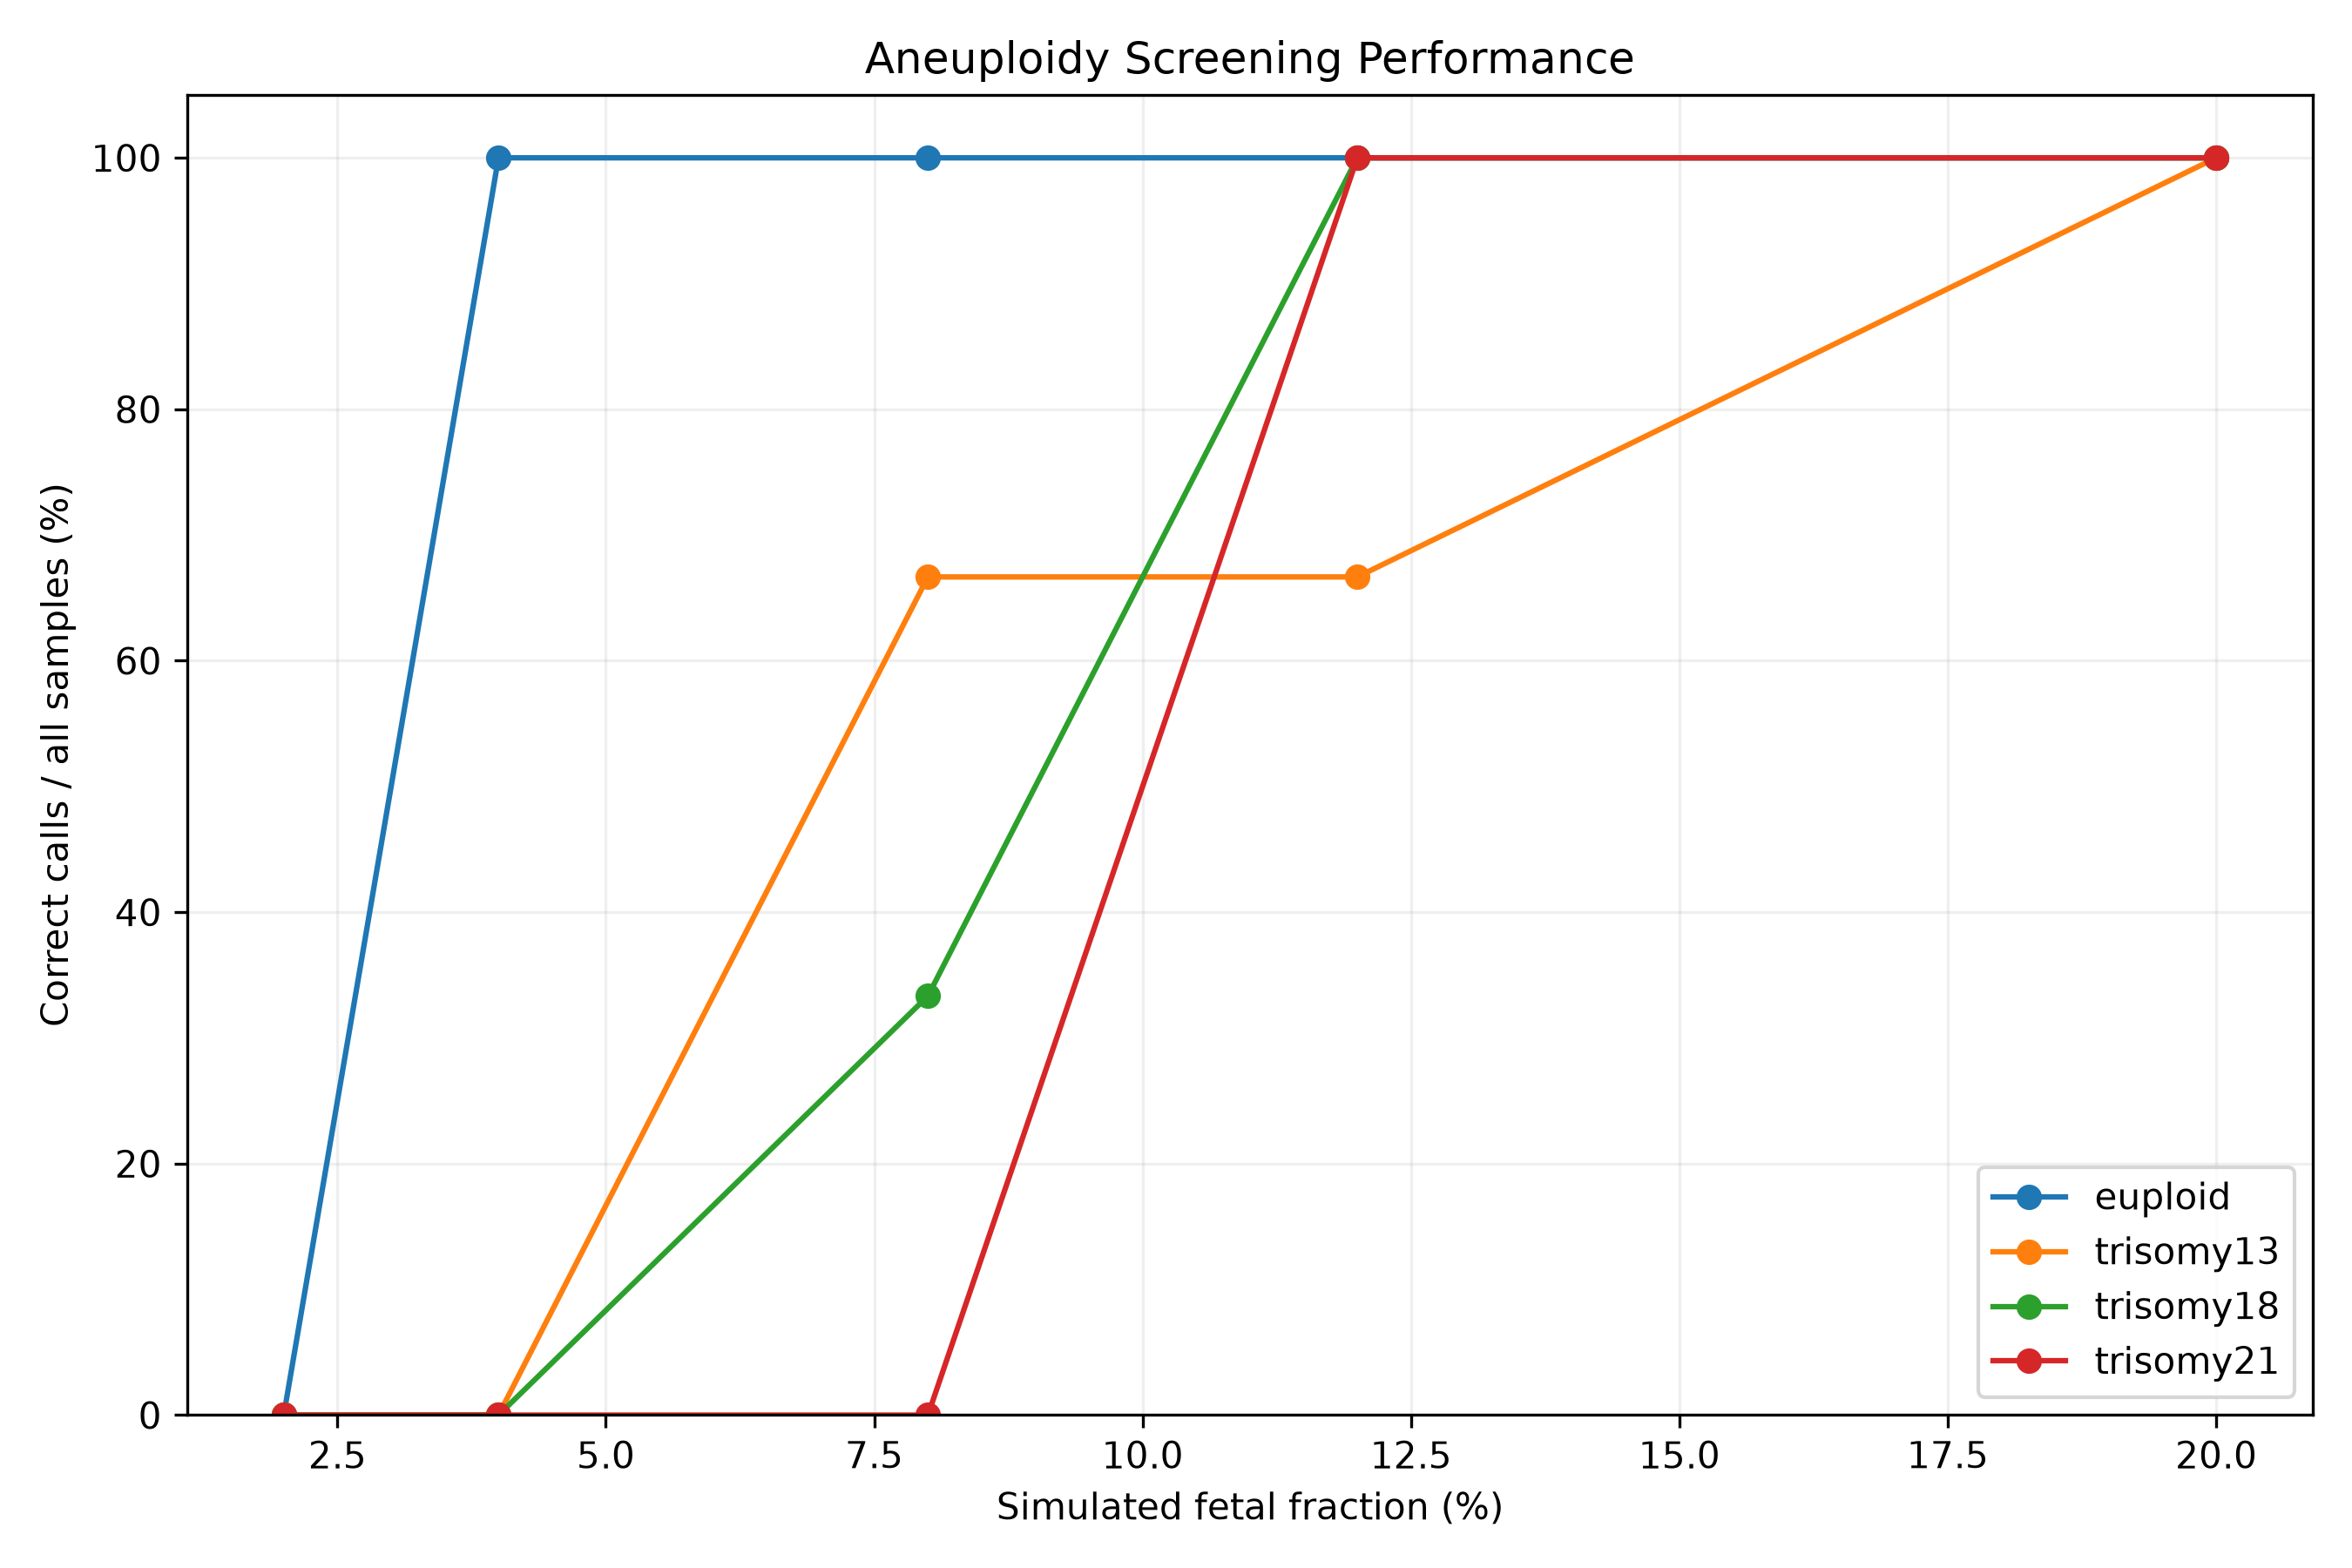 Aneuploidy Screening Performance
Correct calls / all samples (%)
100
80
60
40
20
0
2.5 5.0 7.5 10.0 12.5 15.0 17.5 20.0
Simulated fetal fraction (%)
euploid
trisomy13
trisomy18
trisomy21